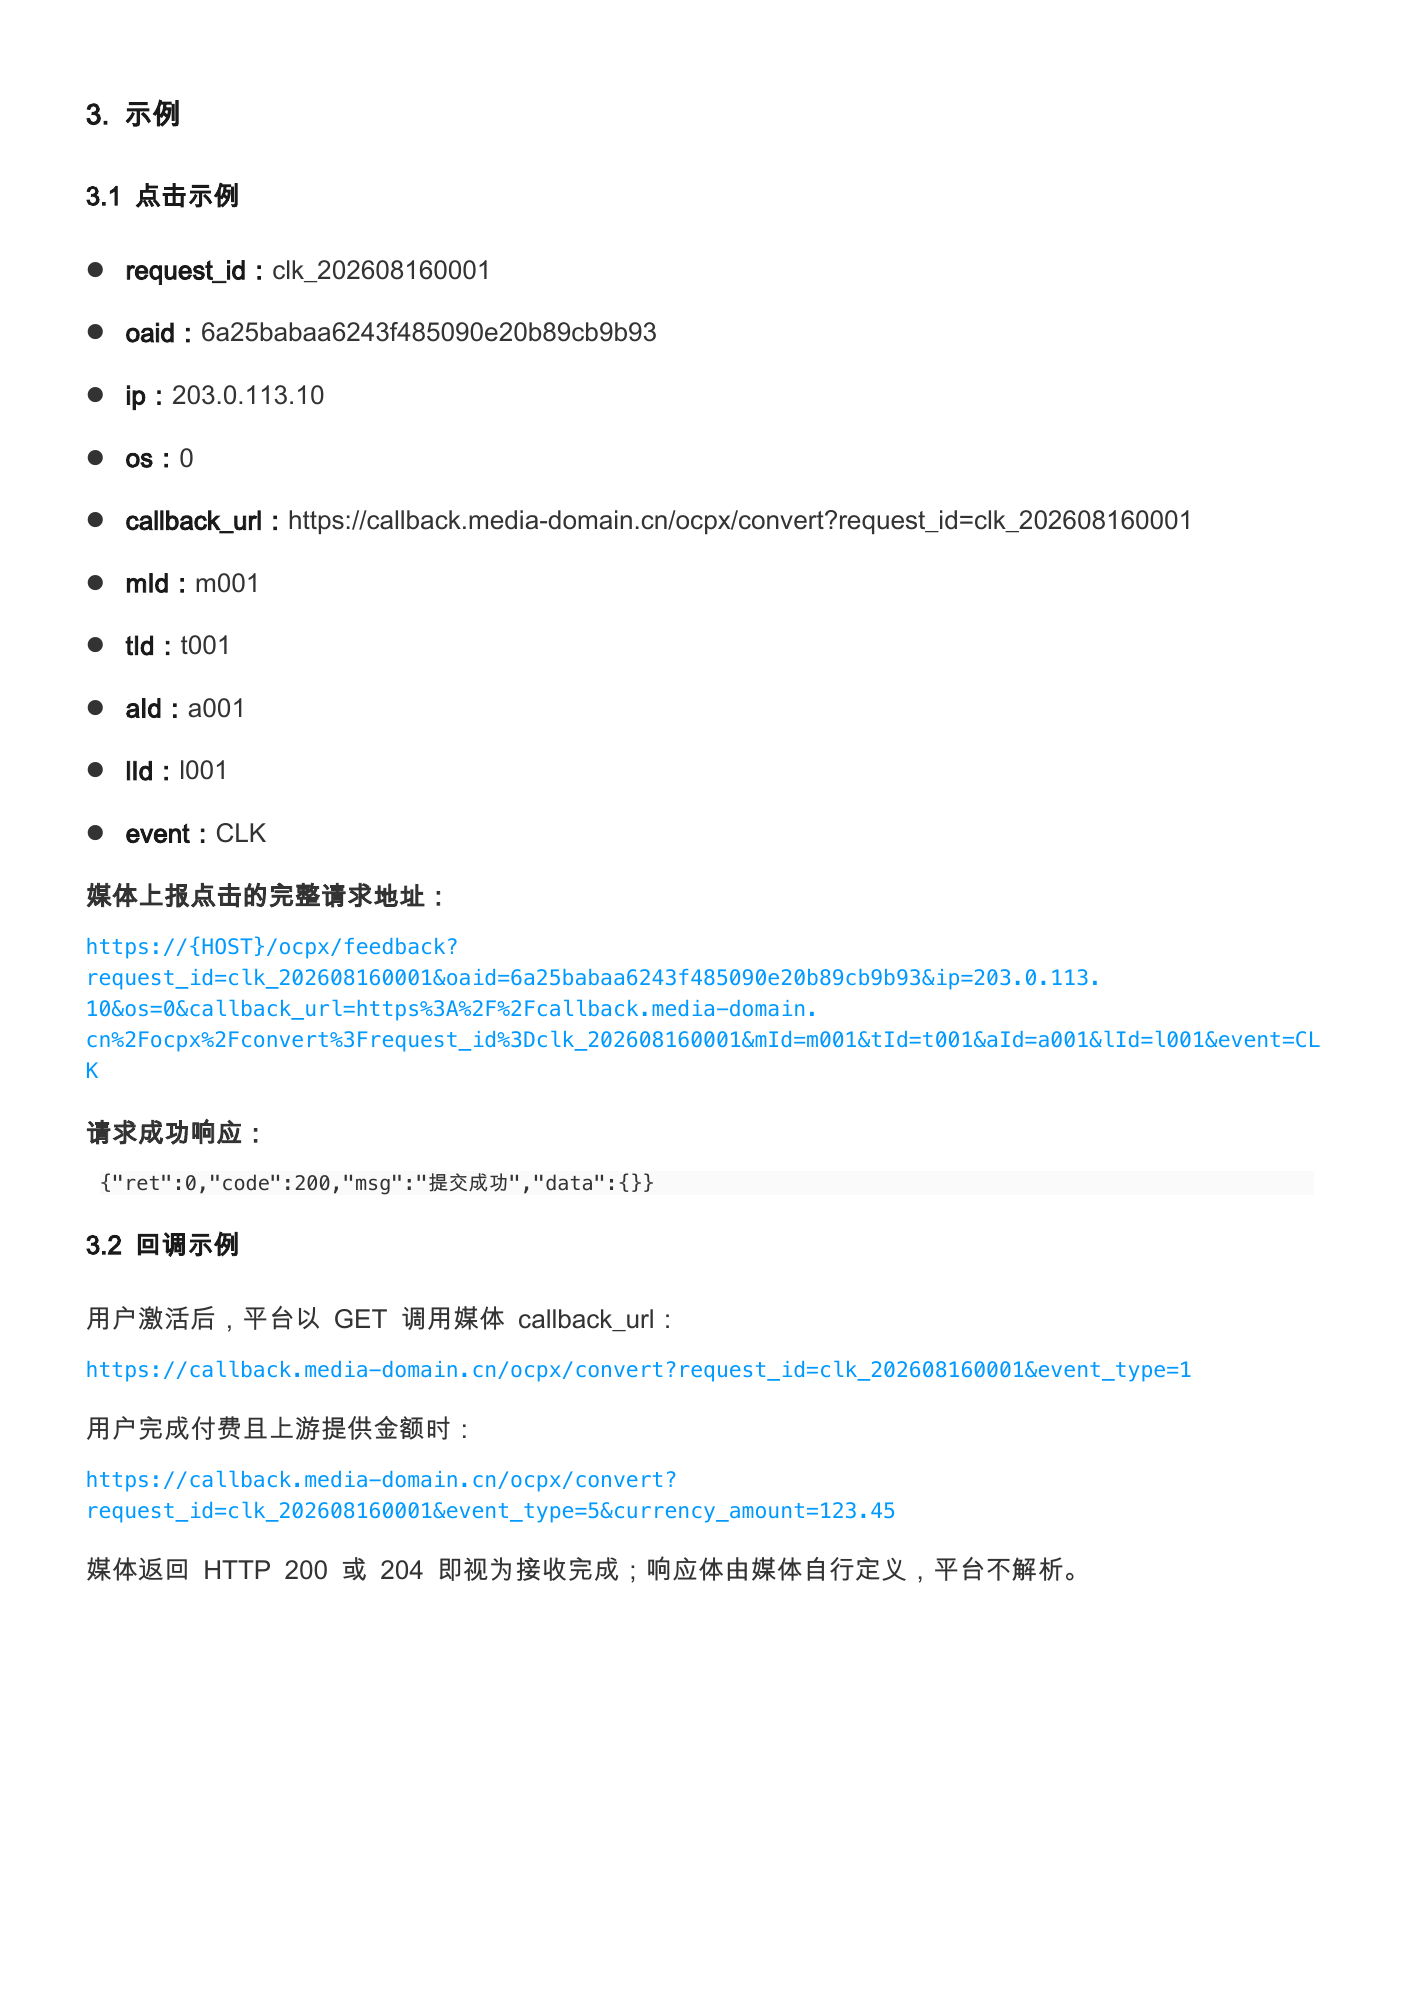 3. 示例
3.1 点击示例
● request_id：clk_202608160001
● oaid：6a25babaa6243f485090e20b89cb9b93
● ip：203.0.113.10
● os：0
● callback_url：https://callback.media-domain.cn/ocpx/convert?request_id=clk_202608160001
● mId：m001
● tId：t001
● aId：a001
● lId：l001
● event：CLK
媒体上报点击的完整请求地址：
https://{HOST}/ocpx/feedback?
request_id=clk_202608160001&oaid=6a25babaa6243f485090e20b89cb9b93&ip=203.0.113.
10&os=0&callback_url=https%3A%2F%2Fcallback.media-domain.
cn%2Focpx%2Fconvert%3Frequest_id%3Dclk_202608160001&mId=m001&tId=t001&aId=a001&lId=l001&event=CL
K
请求成功响应：
{"ret":0,"code":200,"msg":"提交成功","data":{}}
3.2 回调示例
用户激活后，平台以 GET 调用媒体 callback_url：
https://callback.media-domain.cn/ocpx/convert?request_id=clk_202608160001&event_type=1
用户完成付费且上游提供金额时：
https://callback.media-domain.cn/ocpx/convert?
request_id=clk_202608160001&event_type=5&currency_amount=123.45
媒体返回 HTTP 200 或 204 即视为接收完成；响应体由媒体自行定义，平台不解析。